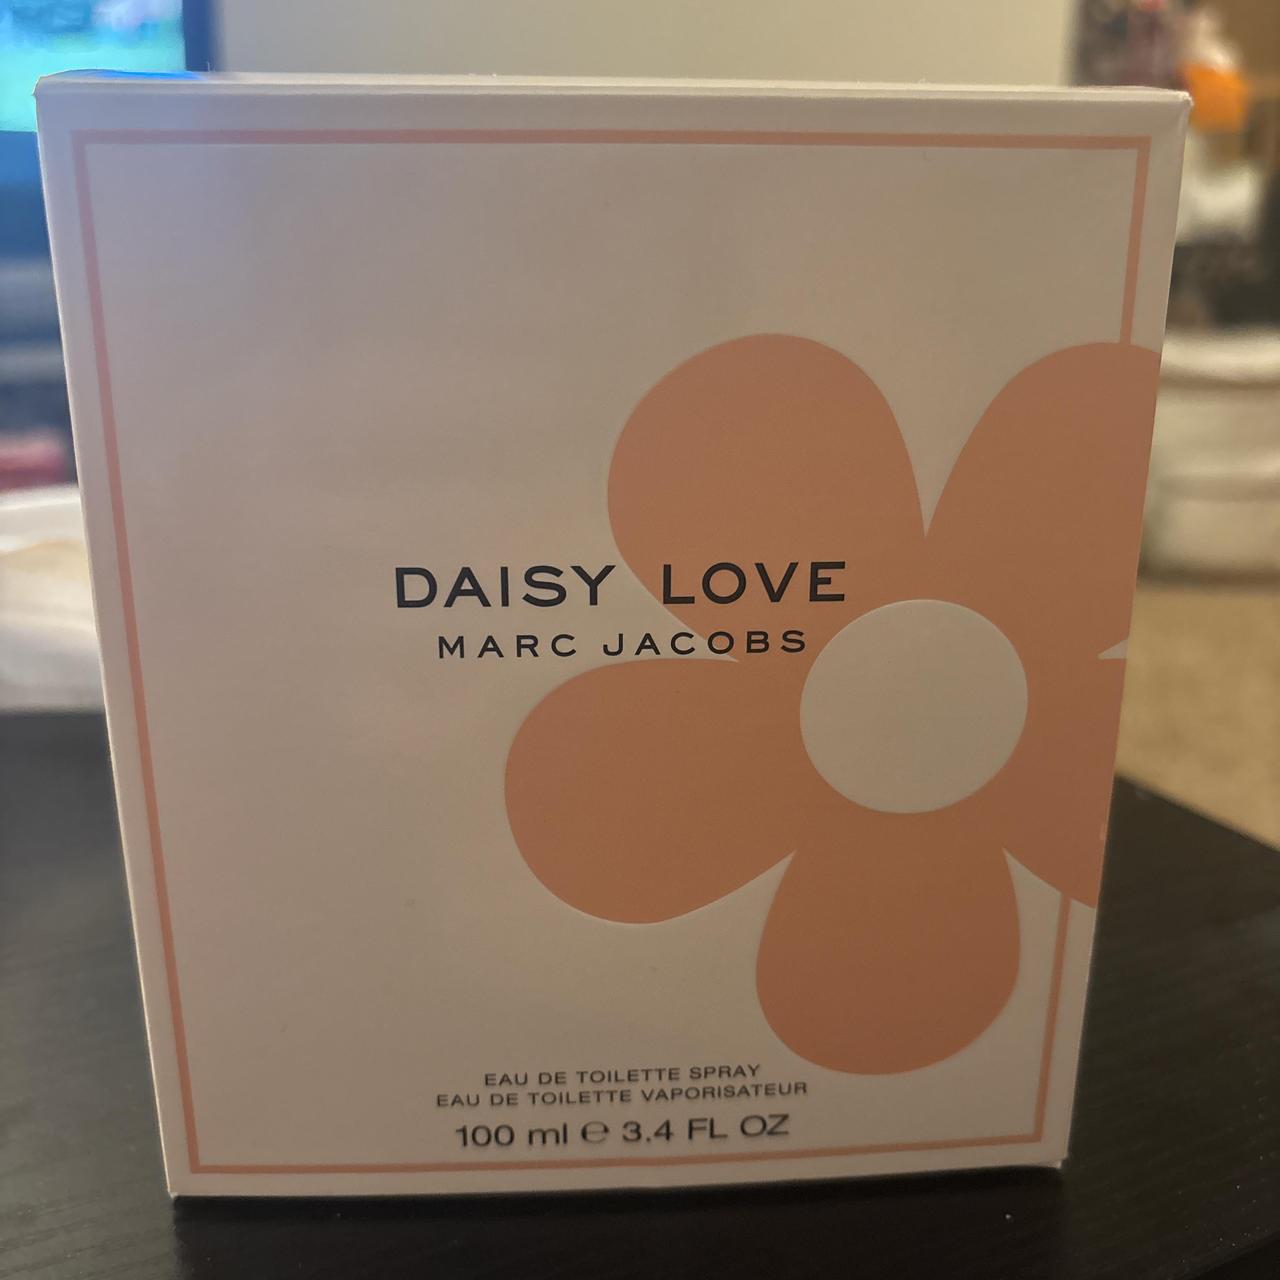 DAISY LOVE
MARC JACOBS
EAU DE TOILETTE SPRAY
EAU DE TOILETTE VAPORISATEUR
100 ml ℮ 3.4 FL OZ